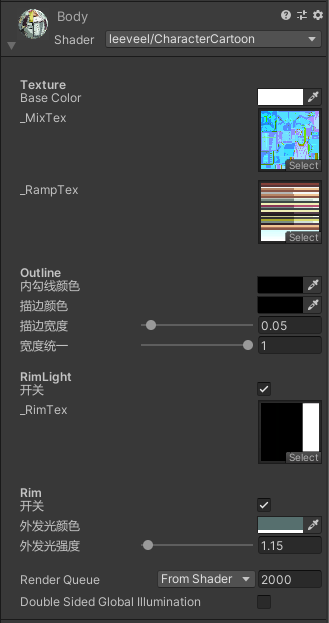 Body
Shader leeveel/CharacterCartoon
Texture
Base Color
_MixTex
Select
_RampTex
Select
Outline
内勾线颜色
描边颜色
描边宽度 0.05
宽度统一 1
RimLight
开关
_RimTex
Select
Rim
开关
外发光颜色
外发光强度 1.15
Render Queue From Shader 2000
Double Sided Global Illumination